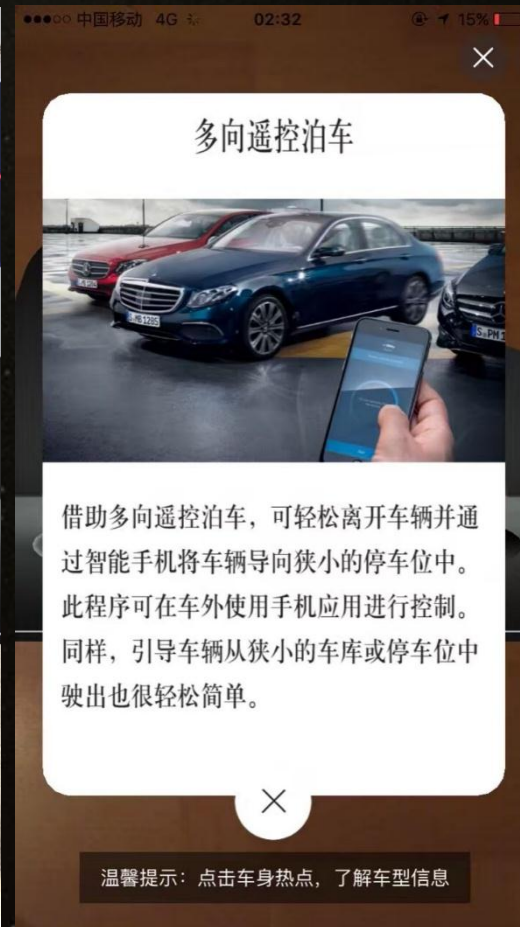 中国移动 4G 02:32 15%
多向遥控泊车
S·MB 1285
S·PM
借助多向遥控泊车，可轻松离开车辆并通
过智能手机将车辆导向狭小的停车位中。
此程序可在车外使用手机应用进行控制。
同样，引导车辆从狭小的车库或停车位中
驶出也很轻松简单。
温馨提示：点击车身热点，了解车型信息